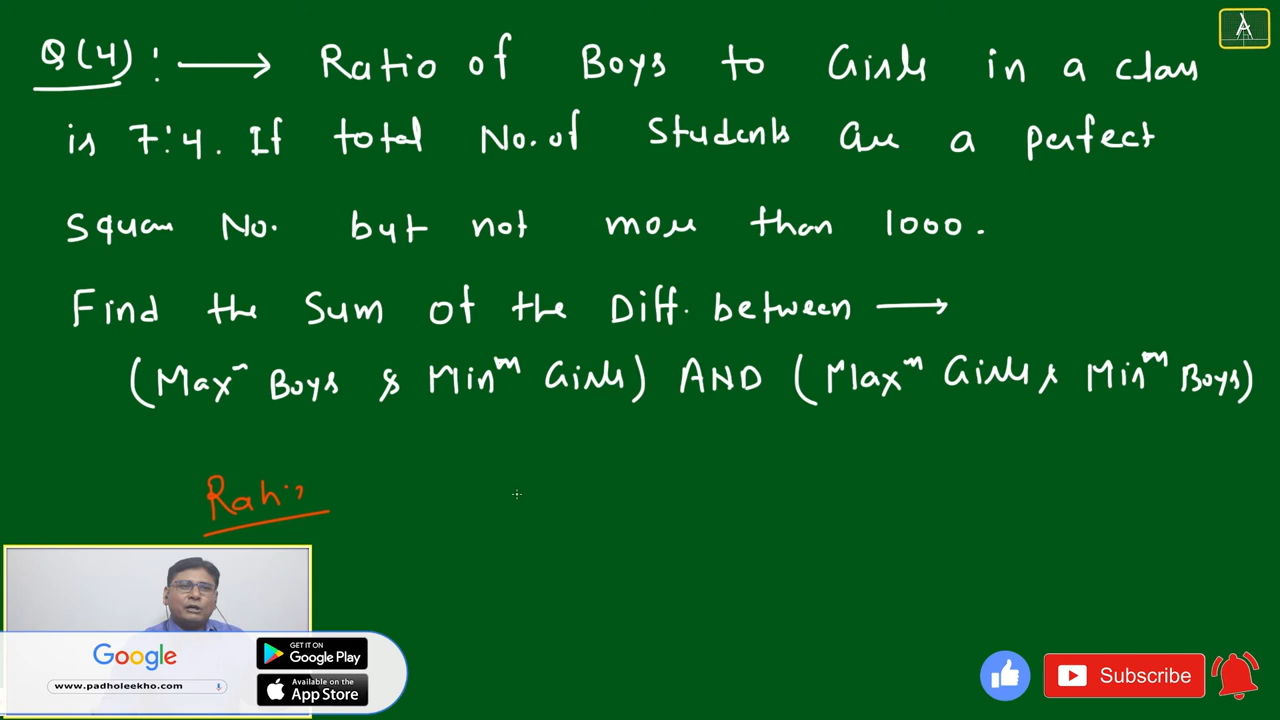 Q(4):⟶ Ratio of Boys to Girls in a class
is 7:4. If total No. of Students are a perfect
Square No. but not more than 1000.
Find the Sum of the Diff. between ⟶
(Maxᵐ Boys & Minᵐ Girls) AND (Maxᵐ Girls & Minᵐ Boys)
Google
www.padholeekho.com
GET IT ON
Google Play
Available on the
App Store
Subscribe